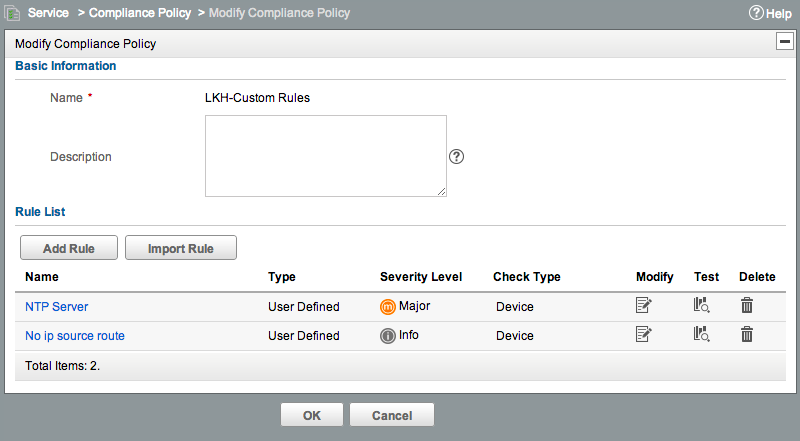 Service > Compliance Policy > Modify Compliance Policy ? Help
Modify Compliance Policy
Basic Information
Name * LKH-Custom Rules
Description ?
Rule List
Add Rule Import Rule
Name Type Severity Level Check Type Modify Test Delete
NTP Server User Defined m Major Device
No ip source route User Defined i Info Device
Total Items: 2.
OK Cancel